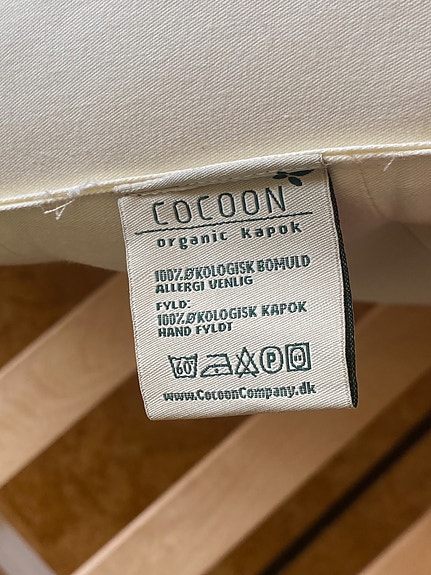 COCOON
organic kapok
100% ØKOLOGISK BOMULD
ALLERGI VENLIG
FYLD:
100% ØKOLOGISK KAPOK
HAND FYLDT
60° P
www.CocoonCompany.dk